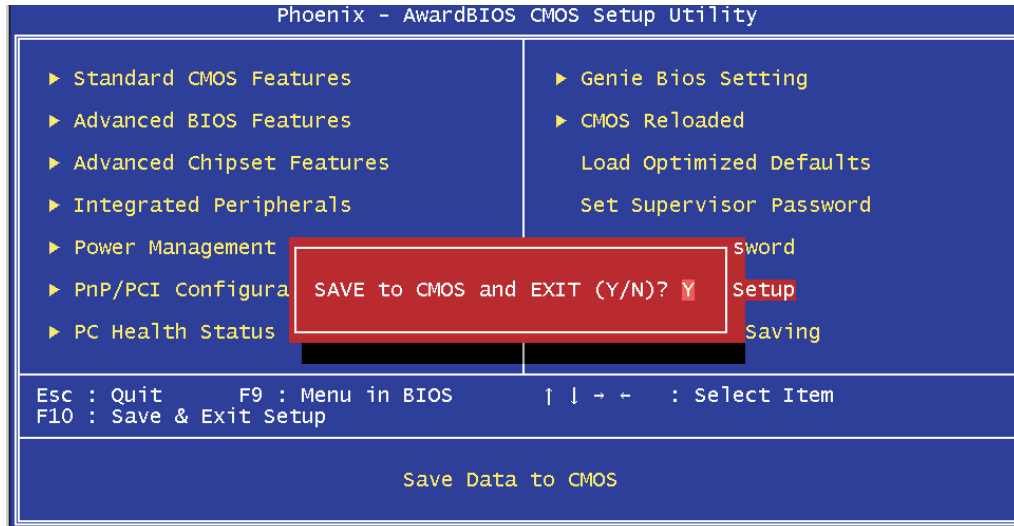 Phoenix - AwardBIOS CMOS Setup Utility
▶ Standard CMOS Features
▶ Advanced BIOS Features
▶ Advanced Chipset Features
▶ Integrated Peripherals
▶ Power Management
▶ PnP/PCI Configura
▶ PC Health Status
▶ Genie Bios Setting
▶ CMOS Reloaded
Load Optimized Defaults
Set Supervisor Password
sword
Setup
Saving
SAVE to CMOS and EXIT (Y/N)? Y
Esc : Quit F9 : Menu in BIOS ↑ ↓ → ← : Select Item
F10 : Save & Exit Setup
Save Data to CMOS